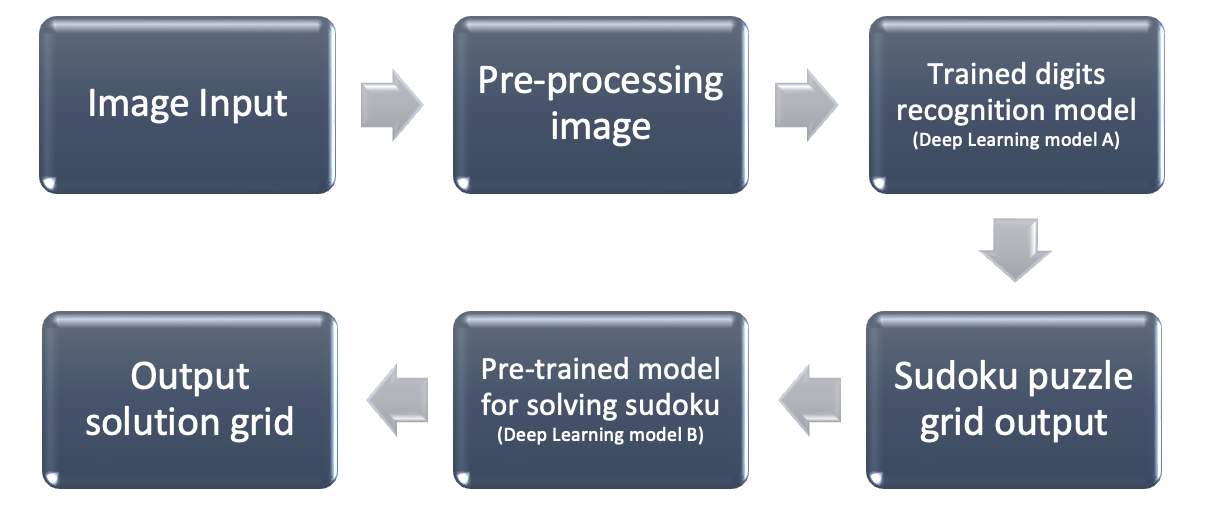 Image Input
Pre-processing
image
Trained digits
recognition model
(Deep Learning model A)
Sudoku puzzle
grid output
Pre-trained model
for solving sudoku
(Deep Learning model B)
Output
solution grid